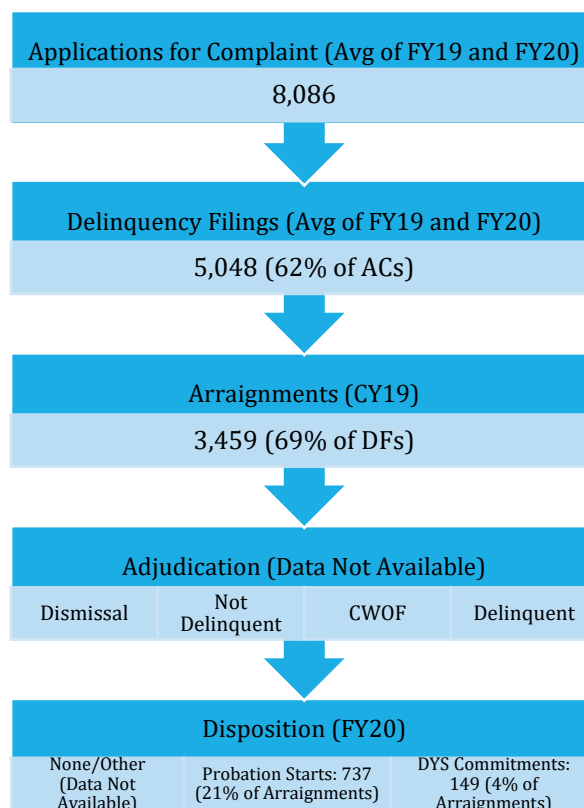 Applications for Complaint (Avg of FY19 and FY20)
8,086
Delinquency Filings (Avg of FY19 and FY20)
5,048 (62% of ACs)
Arraignments (CY19)
3,459 (69% of DFs)
Adjudication (Data Not Available)
Dismissal
Not
Delinquent
CWOF
Delinquent
Disposition (FY20)
None/Other
(Data Not
Available)
Probation Starts: 737
(21% of Arraignments)
DYS Commitments:
149 (4% of
Arraignments)